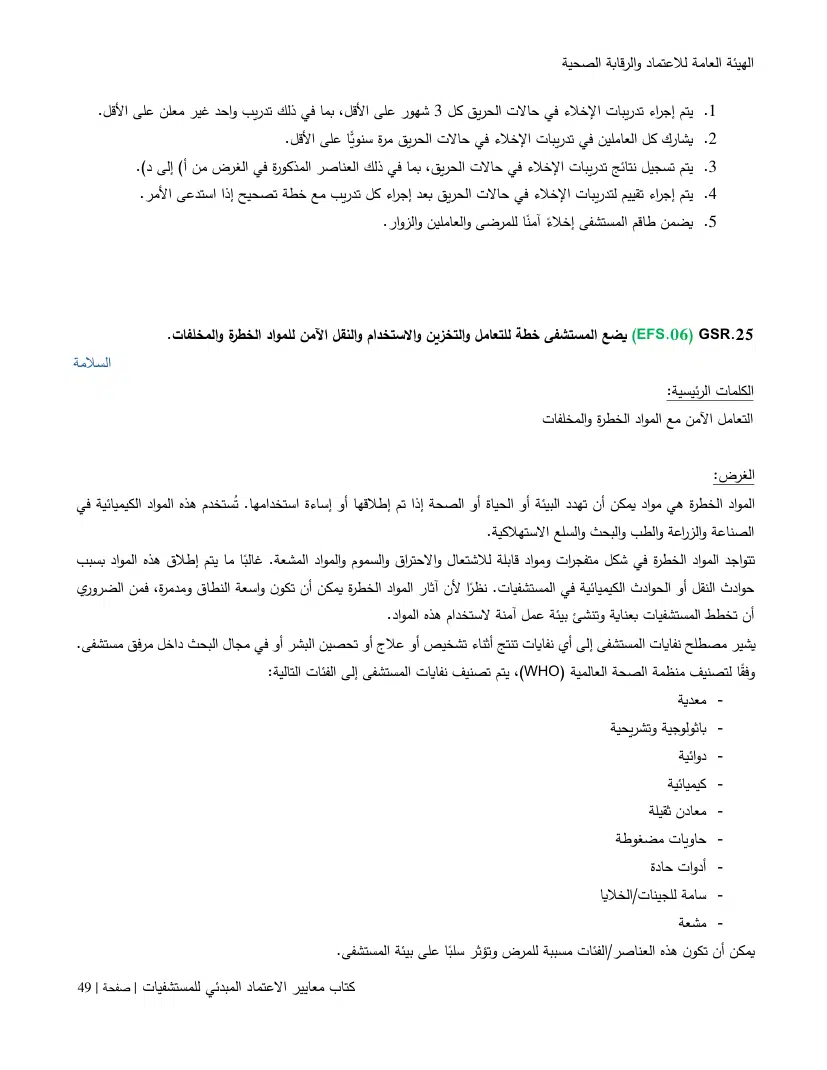 الهيئة العامة للاعتماد والرقابة الصحية
1. يتم إجراء تدريبات الإخلاء في حالات الحريق كل 3 شهور على الأقل، بما في ذلك تدريب واحد غير معلن على الأقل.
2. يشارك كل العاملين في تدريبات الإخلاء في حالات الحريق مرة سنويًّا على الأقل.
3. يتم تسجيل نتائج تدريبات الإخلاء في حالات الحريق، بما في ذلك العناصر المذكورة في الغرض من أ) إلى د).
4. يتم إجراء تقييم لتدريبات الإخلاء في حالات الحريق بعد إجراء كل تدريب مع خطة تصحيح إذا استدعى الأمر.
5. يضمن طاقم المستشفى إخلاءً آمنًا للمرضى والعاملين والزوار.
GSR.25 (EFS.06) يضع المستشفى خطة للتعامل والتخزين والاستخدام والنقل الآمن للمواد الخطرة والمخلفات.
السلامة
الكلمات الرئيسية:
التعامل الآمن مع المواد الخطرة والمخلفات
الغرض:
المواد الخطرة هي مواد يمكن أن تهدد البيئة أو الحياة أو الصحة إذا تم إطلاقها أو إساءة استخدامها. تُستخدم هذه المواد الكيميائية في
الصناعة والزراعة والطب والبحث والسلع الاستهلاكية.
تتواجد المواد الخطرة في شكل متفجرات ومواد قابلة للاشتعال والاحتراق والسموم والمواد المشعة. غالبًا ما يتم إطلاق هذه المواد بسبب
حوادث النقل أو الحوادث الكيميائية في المستشفيات. نظرًا لأن آثار المواد الخطرة يمكن أن تكون واسعة النطاق ومدمرة، فمن الضروري
أن تخطط المستشفيات بعناية وتنشئ بيئة عمل آمنة لاستخدام هذه المواد.
يشير مصطلح نفايات المستشفى إلى أي نفايات تنتج أثناء تشخيص أو علاج أو تحصين البشر أو في مجال البحث داخل مرفق مستشفى.
وفقًا لتصنيف منظمة الصحة العالمية (WHO)، يتم تصنيف نفايات المستشفى إلى الفئات التالية:
- معدية
- باثولوجية وتشريحية
- دوائية
- كيميائية
- معادن ثقيلة
- حاويات مضغوطة
- أدوات حادة
- سامة للجينات/الخلايا
- مشعة
يمكن أن تكون هذه العناصر/الفئات مسببة للمرض وتؤثر سلبًا على بيئة المستشفى.
كتاب معايير الاعتماد المبدئي للمستشفيات | صفحة | 49